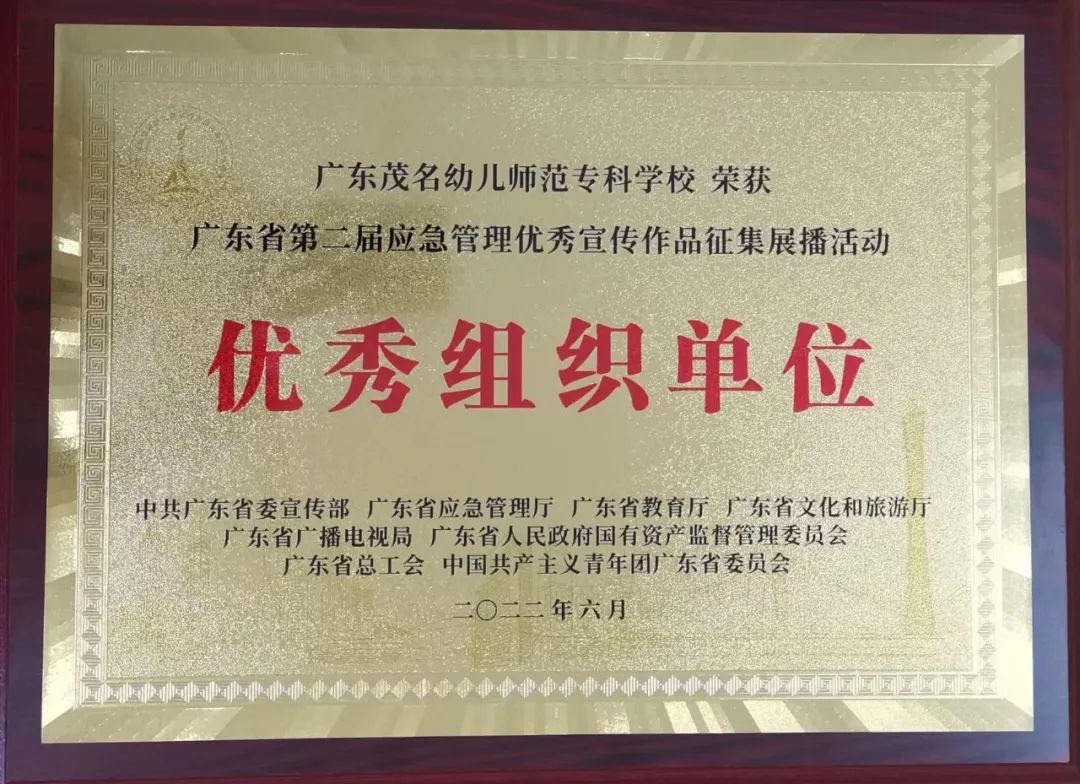 广东茂名幼儿师范专科学校 荣获
广东省第二届应急管理优秀宣传作品征集展播活动
优秀组织单位
中共广东省委宣传部 广东省应急管理厅 广东省教育厅 广东省文化和旅游厅
广东省广播电视局 广东省人民政府国有资产监督管理委员会
广东省总工会 中国共产主义青年团广东省委员会
二〇二二年六月